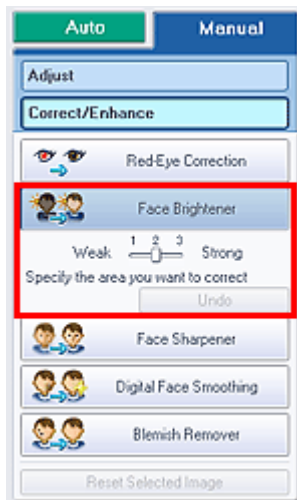 Auto Manual
Adjust
Correct/Enhance
Red-Eye Correction
Face Brightener
1 2 3
Weak Strong
Specify the area you want to correct
Undo
Face Sharpener
Digital Face Smoothing
Blemish Remover
Reset Selected Image